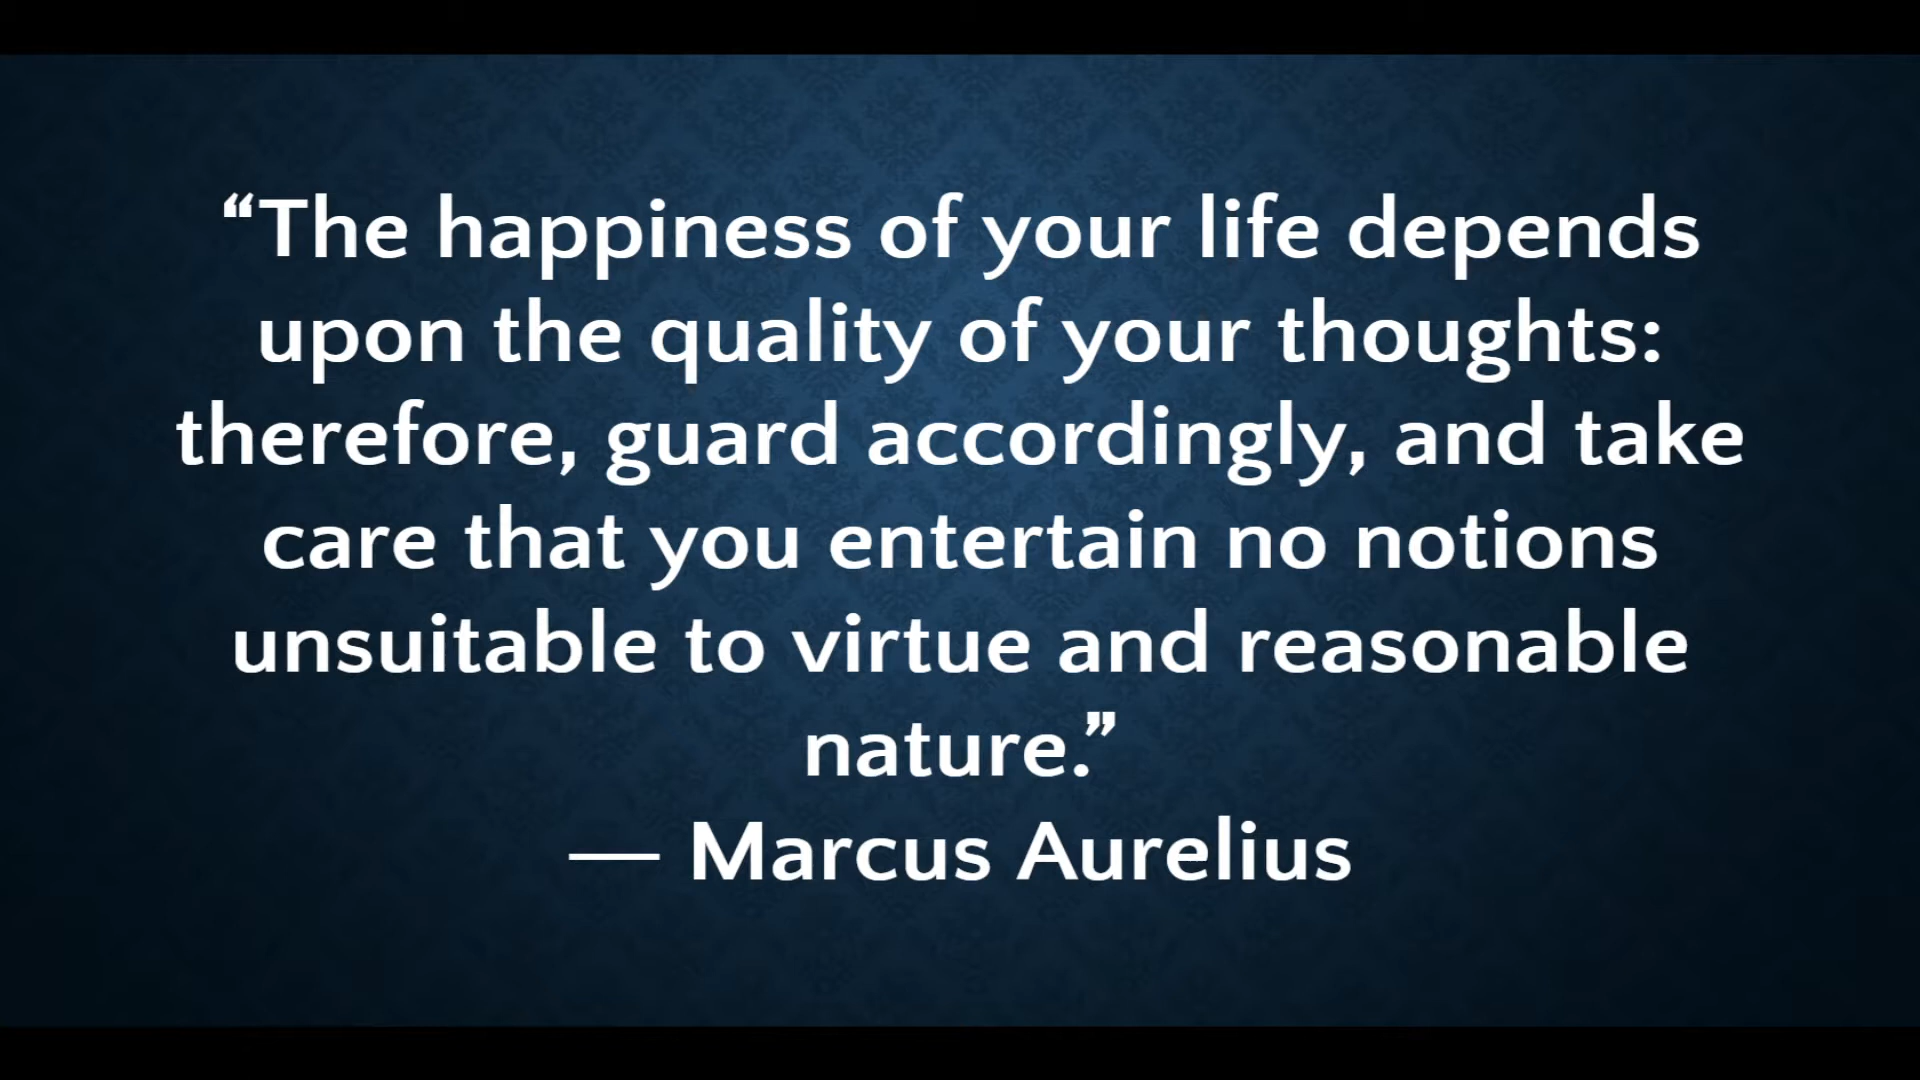 “The happiness of your life depends
upon the quality of your thoughts:
therefore, guard accordingly, and take
care that you entertain no notions
unsuitable to virtue and reasonable
nature.”
— Marcus Aurelius